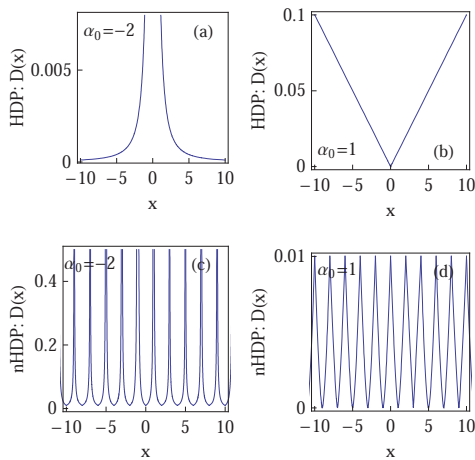 α₀=−2
(a)
0.005
0
HDP: D(x)
−10 −5 0 5 10
x
α₀=1
(b)
0.1
0.05
0
HDP: D(x)
−10 −5 0 5 10
x
α₀=−2
(c)
0.4
0.2
0
nHDP: D(x)
−10 −5 0 5 10
x
α₀=1
(d)
0.01
0
nHDP: D(x)
−10 −5 0 5 10
x